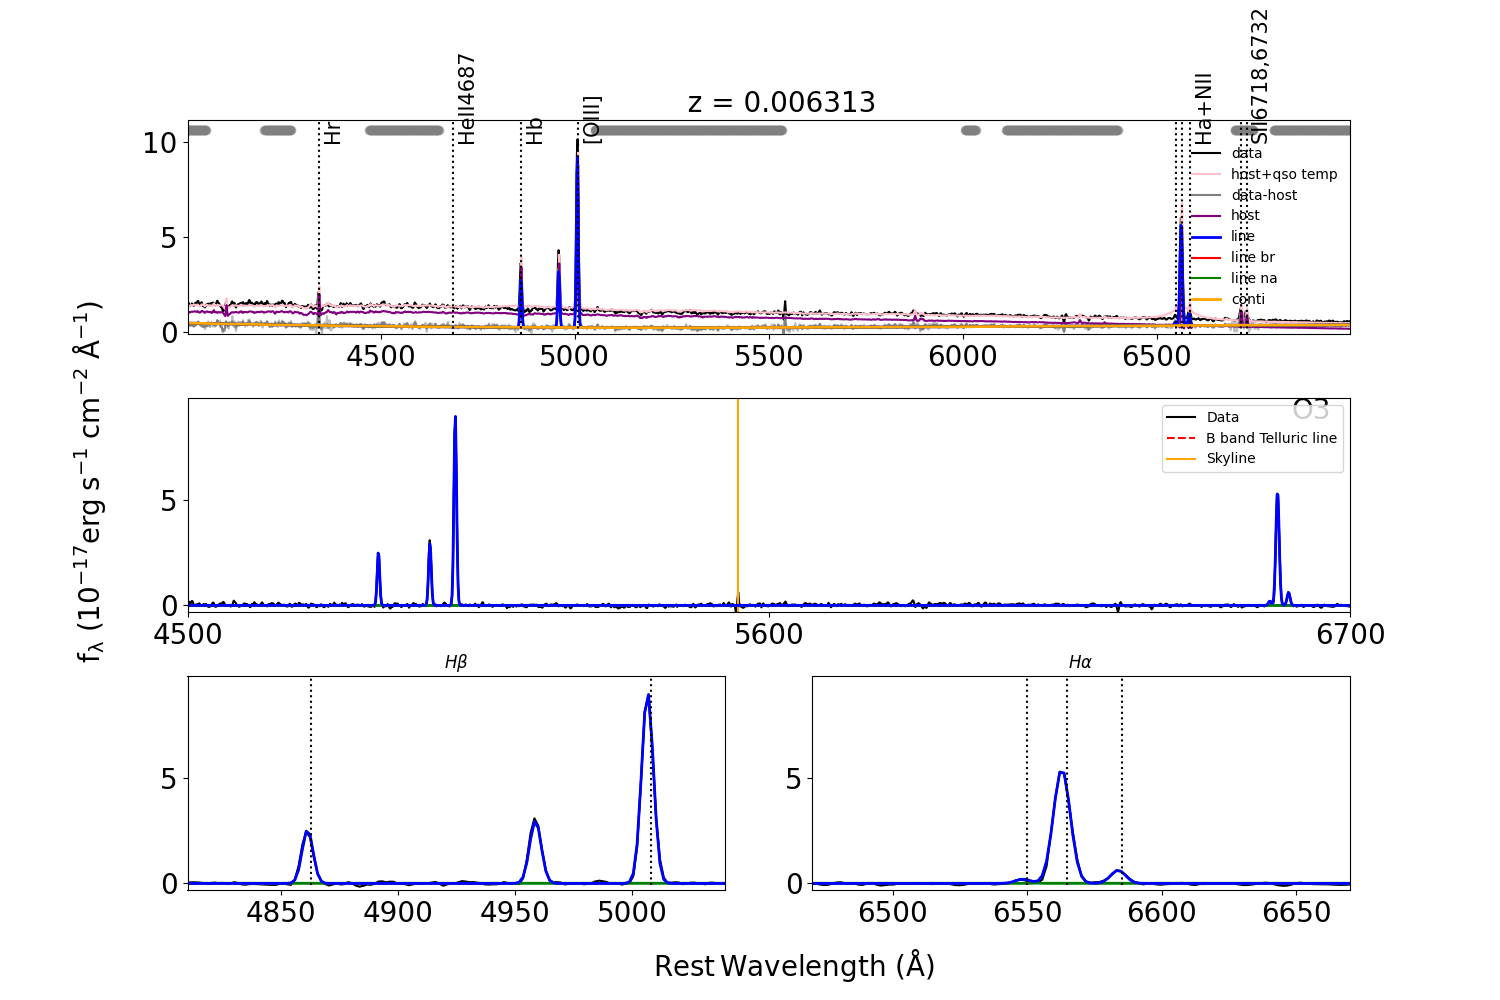 z = 0.006313
Hr
HeII4687
Hb
[OIII]
Ha+NII
SII6718,6732
10
5
0
data
host+qso temp
data-host
host
line
line br
line na
conti
4500 5000 5500 6000 6500
f_λ (10^−17 erg s^−1 cm^−2 Å^−1)
O3
Data
B band Telluric line
Skyline
5
0
4500 5600 6700
Hβ
5
0
4850 4900 4950 5000
Hα
5
0
6500 6550 6600 6650
Rest Wavelength (Å)